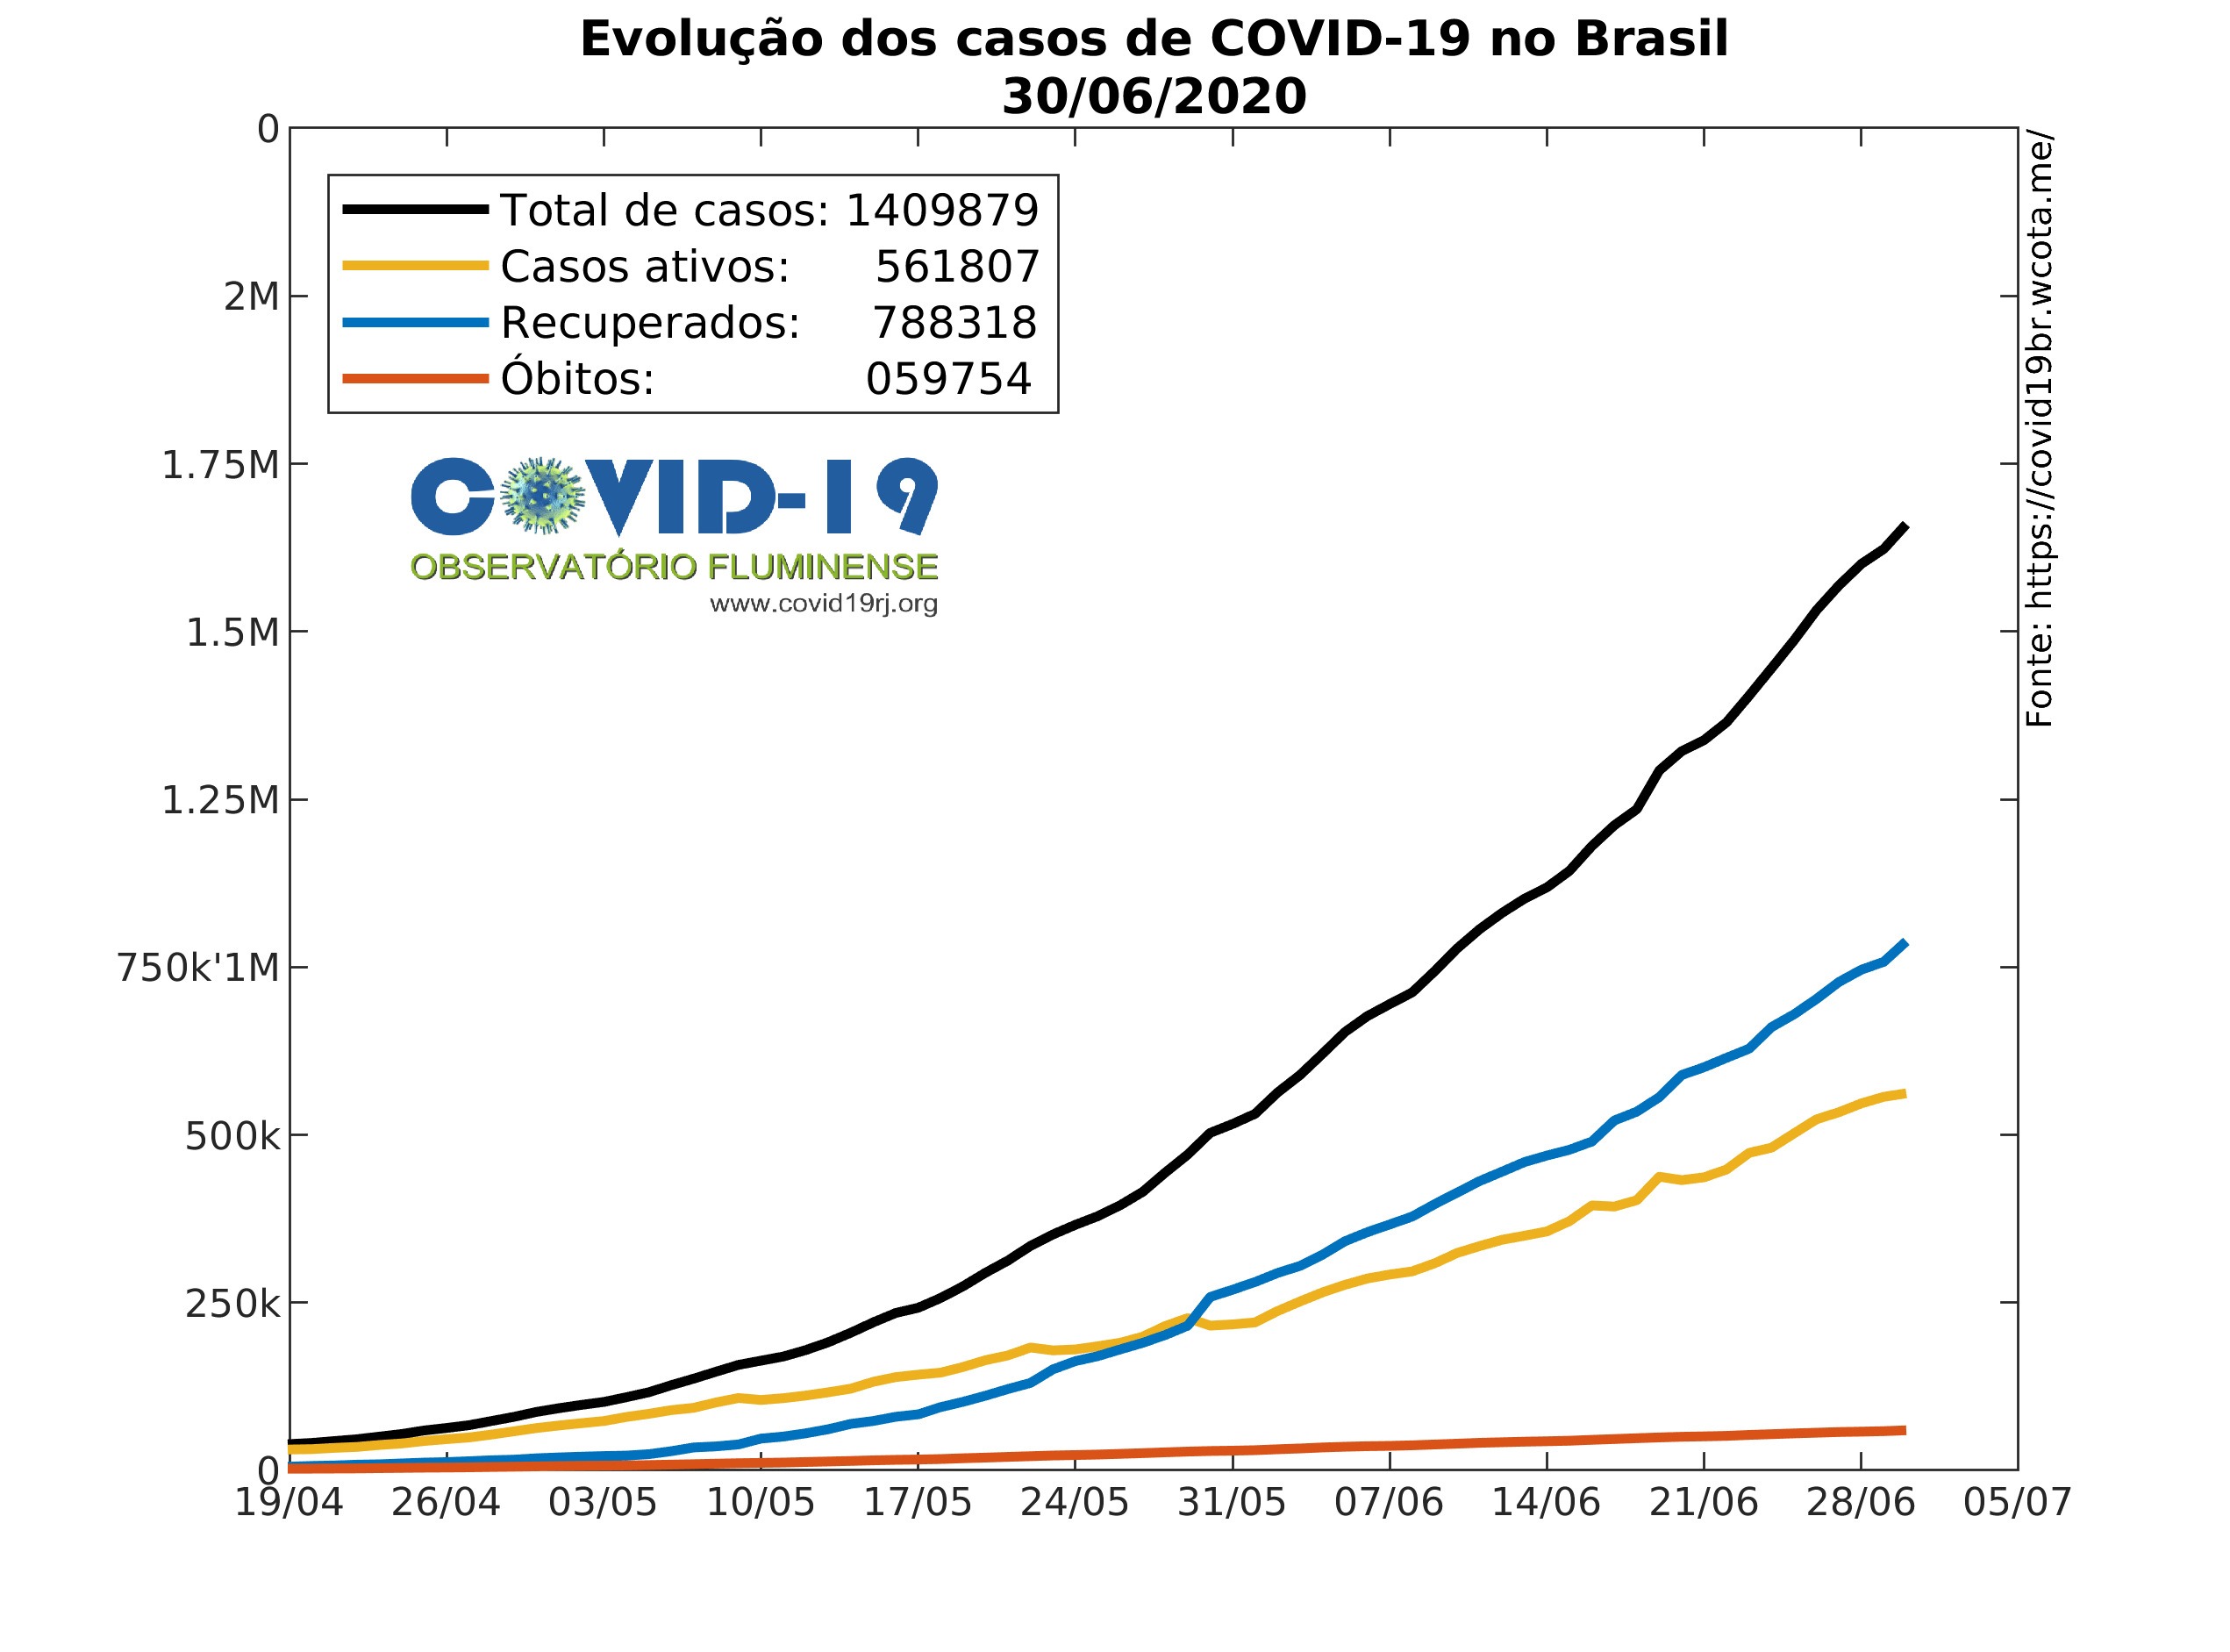 Evolução dos casos de COVID-19 no Brasil
30/06/2020
0
2M
1.75M
1.5M
1.25M
750k'1M
500k
250k
0
Total de casos: 1409879
Casos ativos: 561807
Recuperados: 788318
Óbitos: 059754
COVID-19
OBSERVATÓRIO FLUMINENSE
www.covid19rj.org
Fonte: https://covid19br.wcota.me/
19/04 26/04 03/05 10/05 17/05 24/05 31/05 07/06 14/06 21/06 28/06 05/07